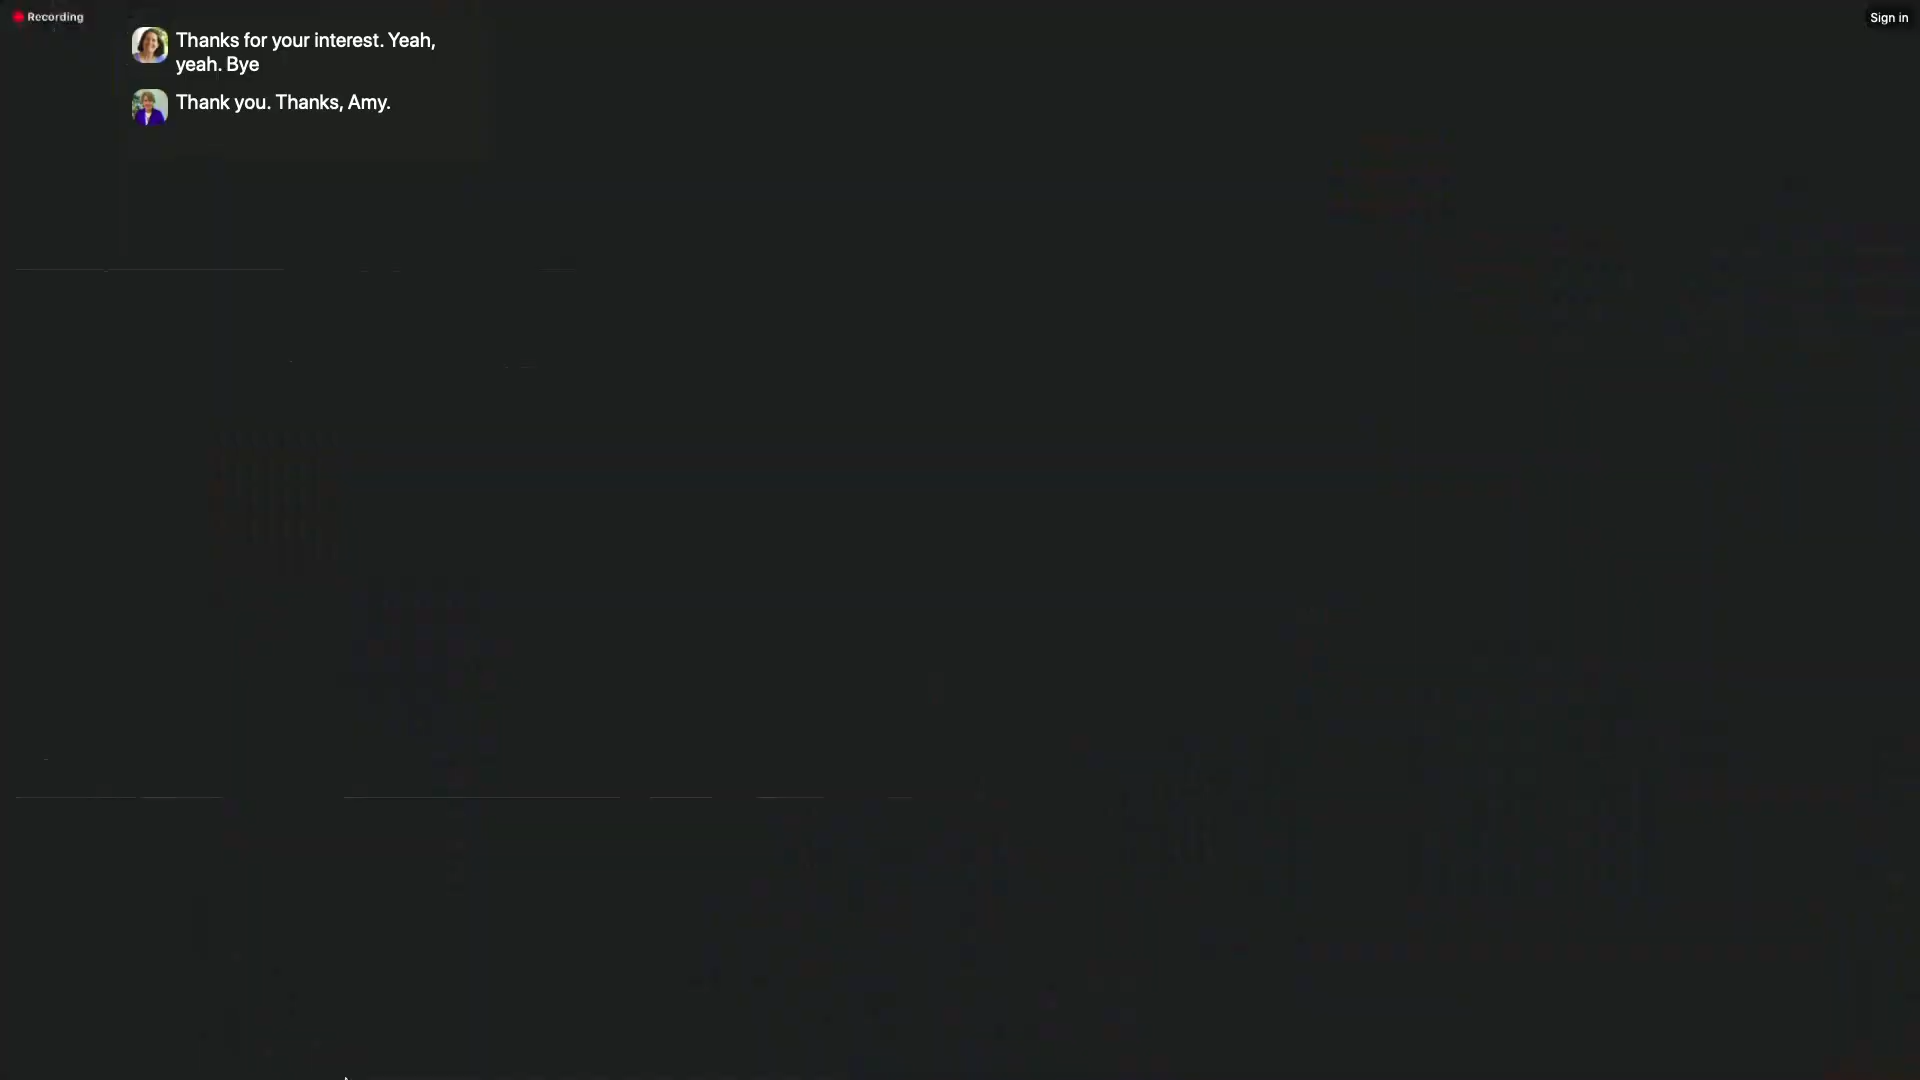 Recording
Sign in
Thanks for your interest. Yeah,
yeah. Bye
Thank you. Thanks, Amy.